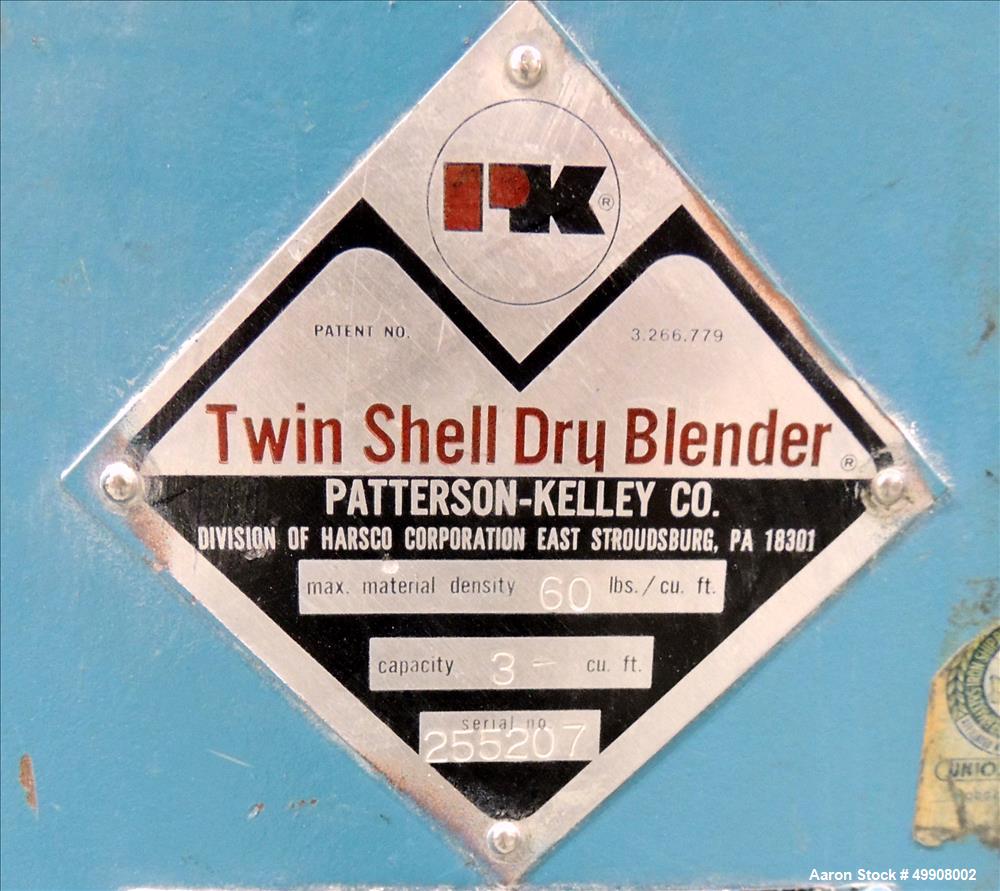 PK ®
PATENT NO. 3.266.779
Twin Shell Dry Blender ®
PATTERSON-KELLEY CO.
DIVISION OF HARSCO CORPORATION EAST STROUDSBURG, PA 18301
max. material density 60 lbs./cu. ft.
capacity 3 - cu. ft.
serial no.
255207
UNIO
Aaron Stock # 49908002